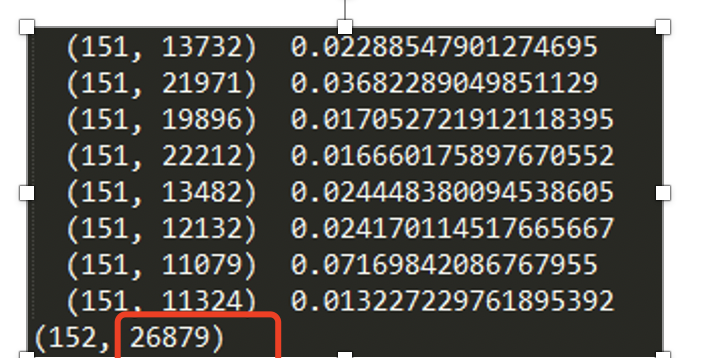 (151, 13732) 0.02288547901274695
(151, 21971) 0.03682289049851129
(151, 19896) 0.017052721912118395
(151, 22212) 0.016660175897670552
(151, 13482) 0.024448380094538605
(151, 12132) 0.024170114517665667
(151, 11079) 0.07169842086767955
(151, 11324) 0.013227229761895392
(152, 26879)